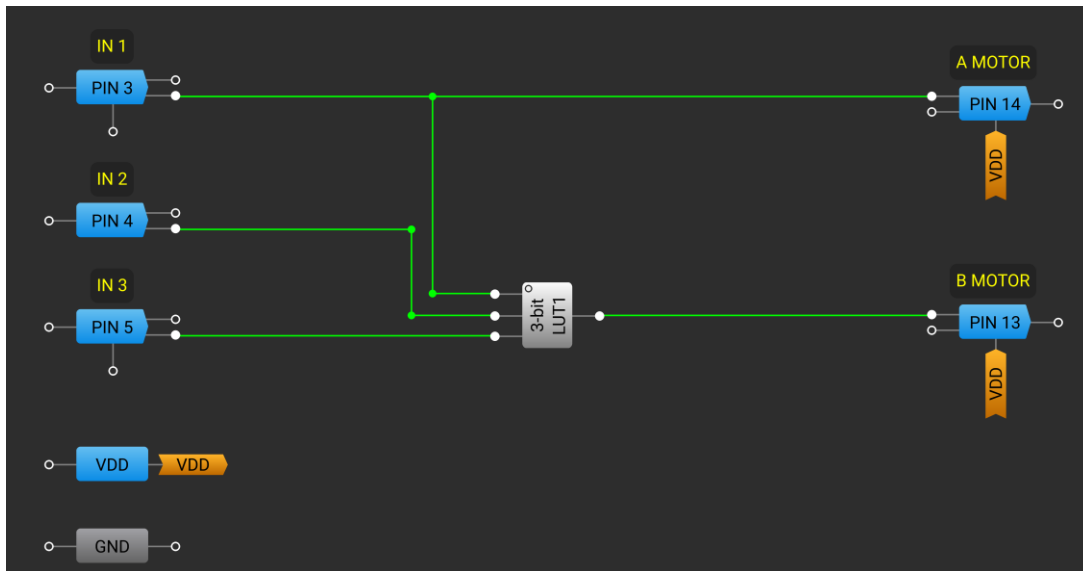 IN 1
PIN 3
A MOTOR
PIN 14
VDD
IN 2
PIN 4
IN 3
PIN 5
3-bit
LUT1
B MOTOR
PIN 13
VDD
VDD
VDD
GND